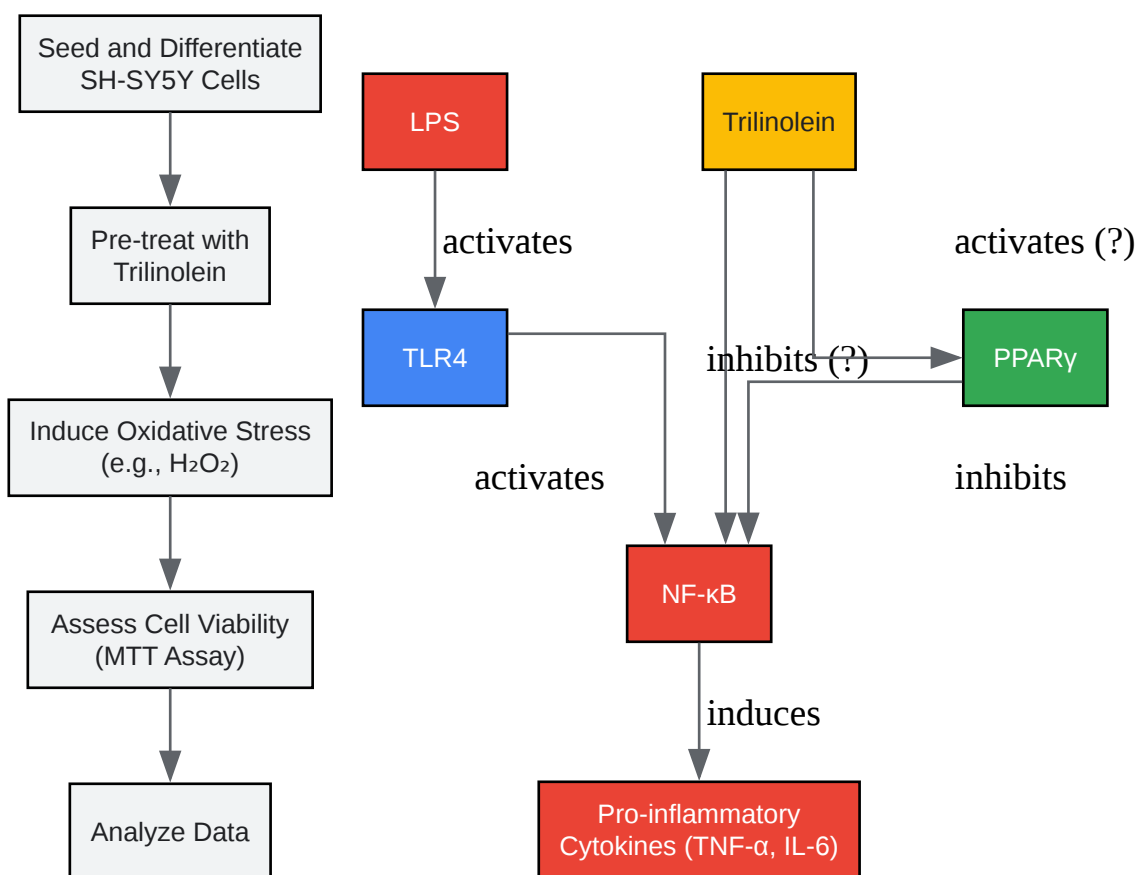 Seed and Differentiate
SH-SY5Y Cells
Pre-treat with
Trilinolein
Induce Oxidative Stress
(e.g., H₂O₂)
Assess Cell Viability
(MTT Assay)
Analyze Data
LPS
Trilinolein
activates
activates (?)
TLR4
inhibits (?)
PPARγ
activates
inhibits
NF-κB
induces
Pro-inflammatory
Cytokines (TNF-α, IL-6)